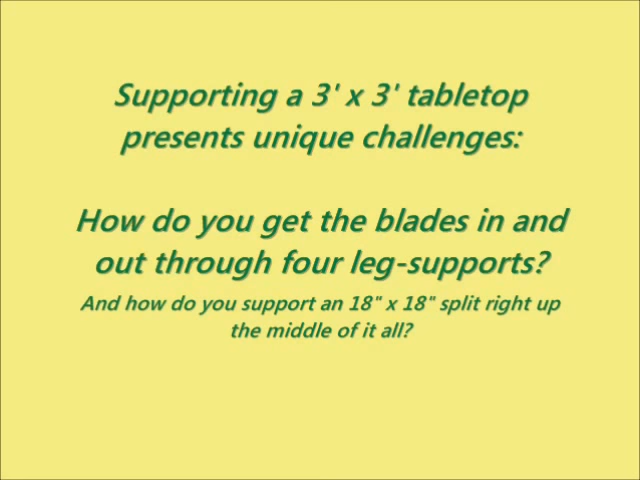 Supporting a 3' x 3' tabletop
presents unique challenges:
How do you get the blades in and
out through four leg-supports?
And how do you support an 18" x 18" split right up
the middle of it all?